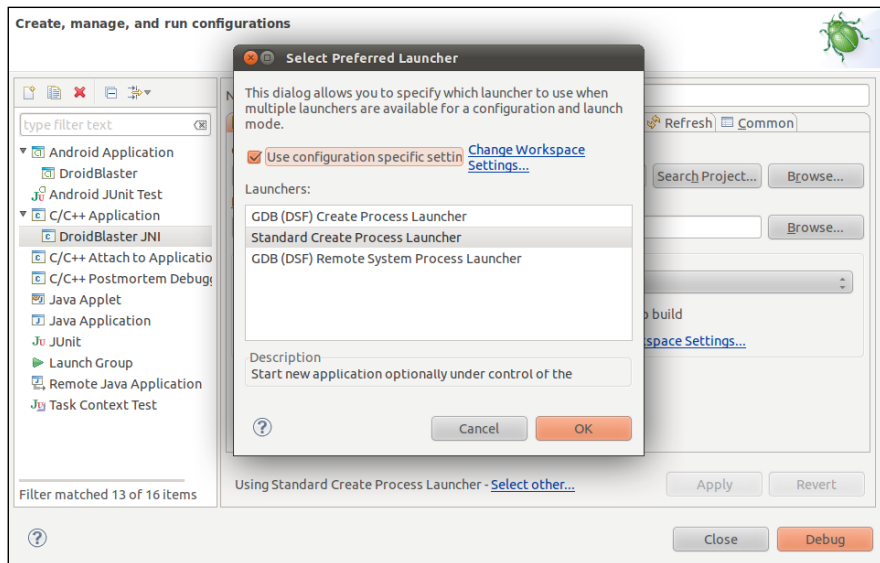 Create, manage, and run configurations
Select Preferred Launcher
This dialog allows you to specify which launcher to use when
multiple launchers are available for a configuration and launch
mode.
Use configuration specific settin
Change Workspace
Settings...
Launchers:
GDB (DSF) Create Process Launcher
Standard Create Process Launcher
GDB (DSF) Remote System Process Launcher
Description
Start new application optionally under control of the
Cancel
OK
type filter text
Android Application
DroidBlaster
Android JUnit Test
C/C++ Application
DroidBlaster JNI
C/C++ Attach to Applicatio
C/C++ Postmortem Debug
Java Applet
Java Application
JUnit
Launch Group
Remote Java Application
Task Context Test
Filter matched 13 of 16 items
N
Refresh
Common
Search Project...
Browse...
Browse...
build
space Settings...
Using Standard Create Process Launcher - Select other...
Apply
Revert
Close
Debug